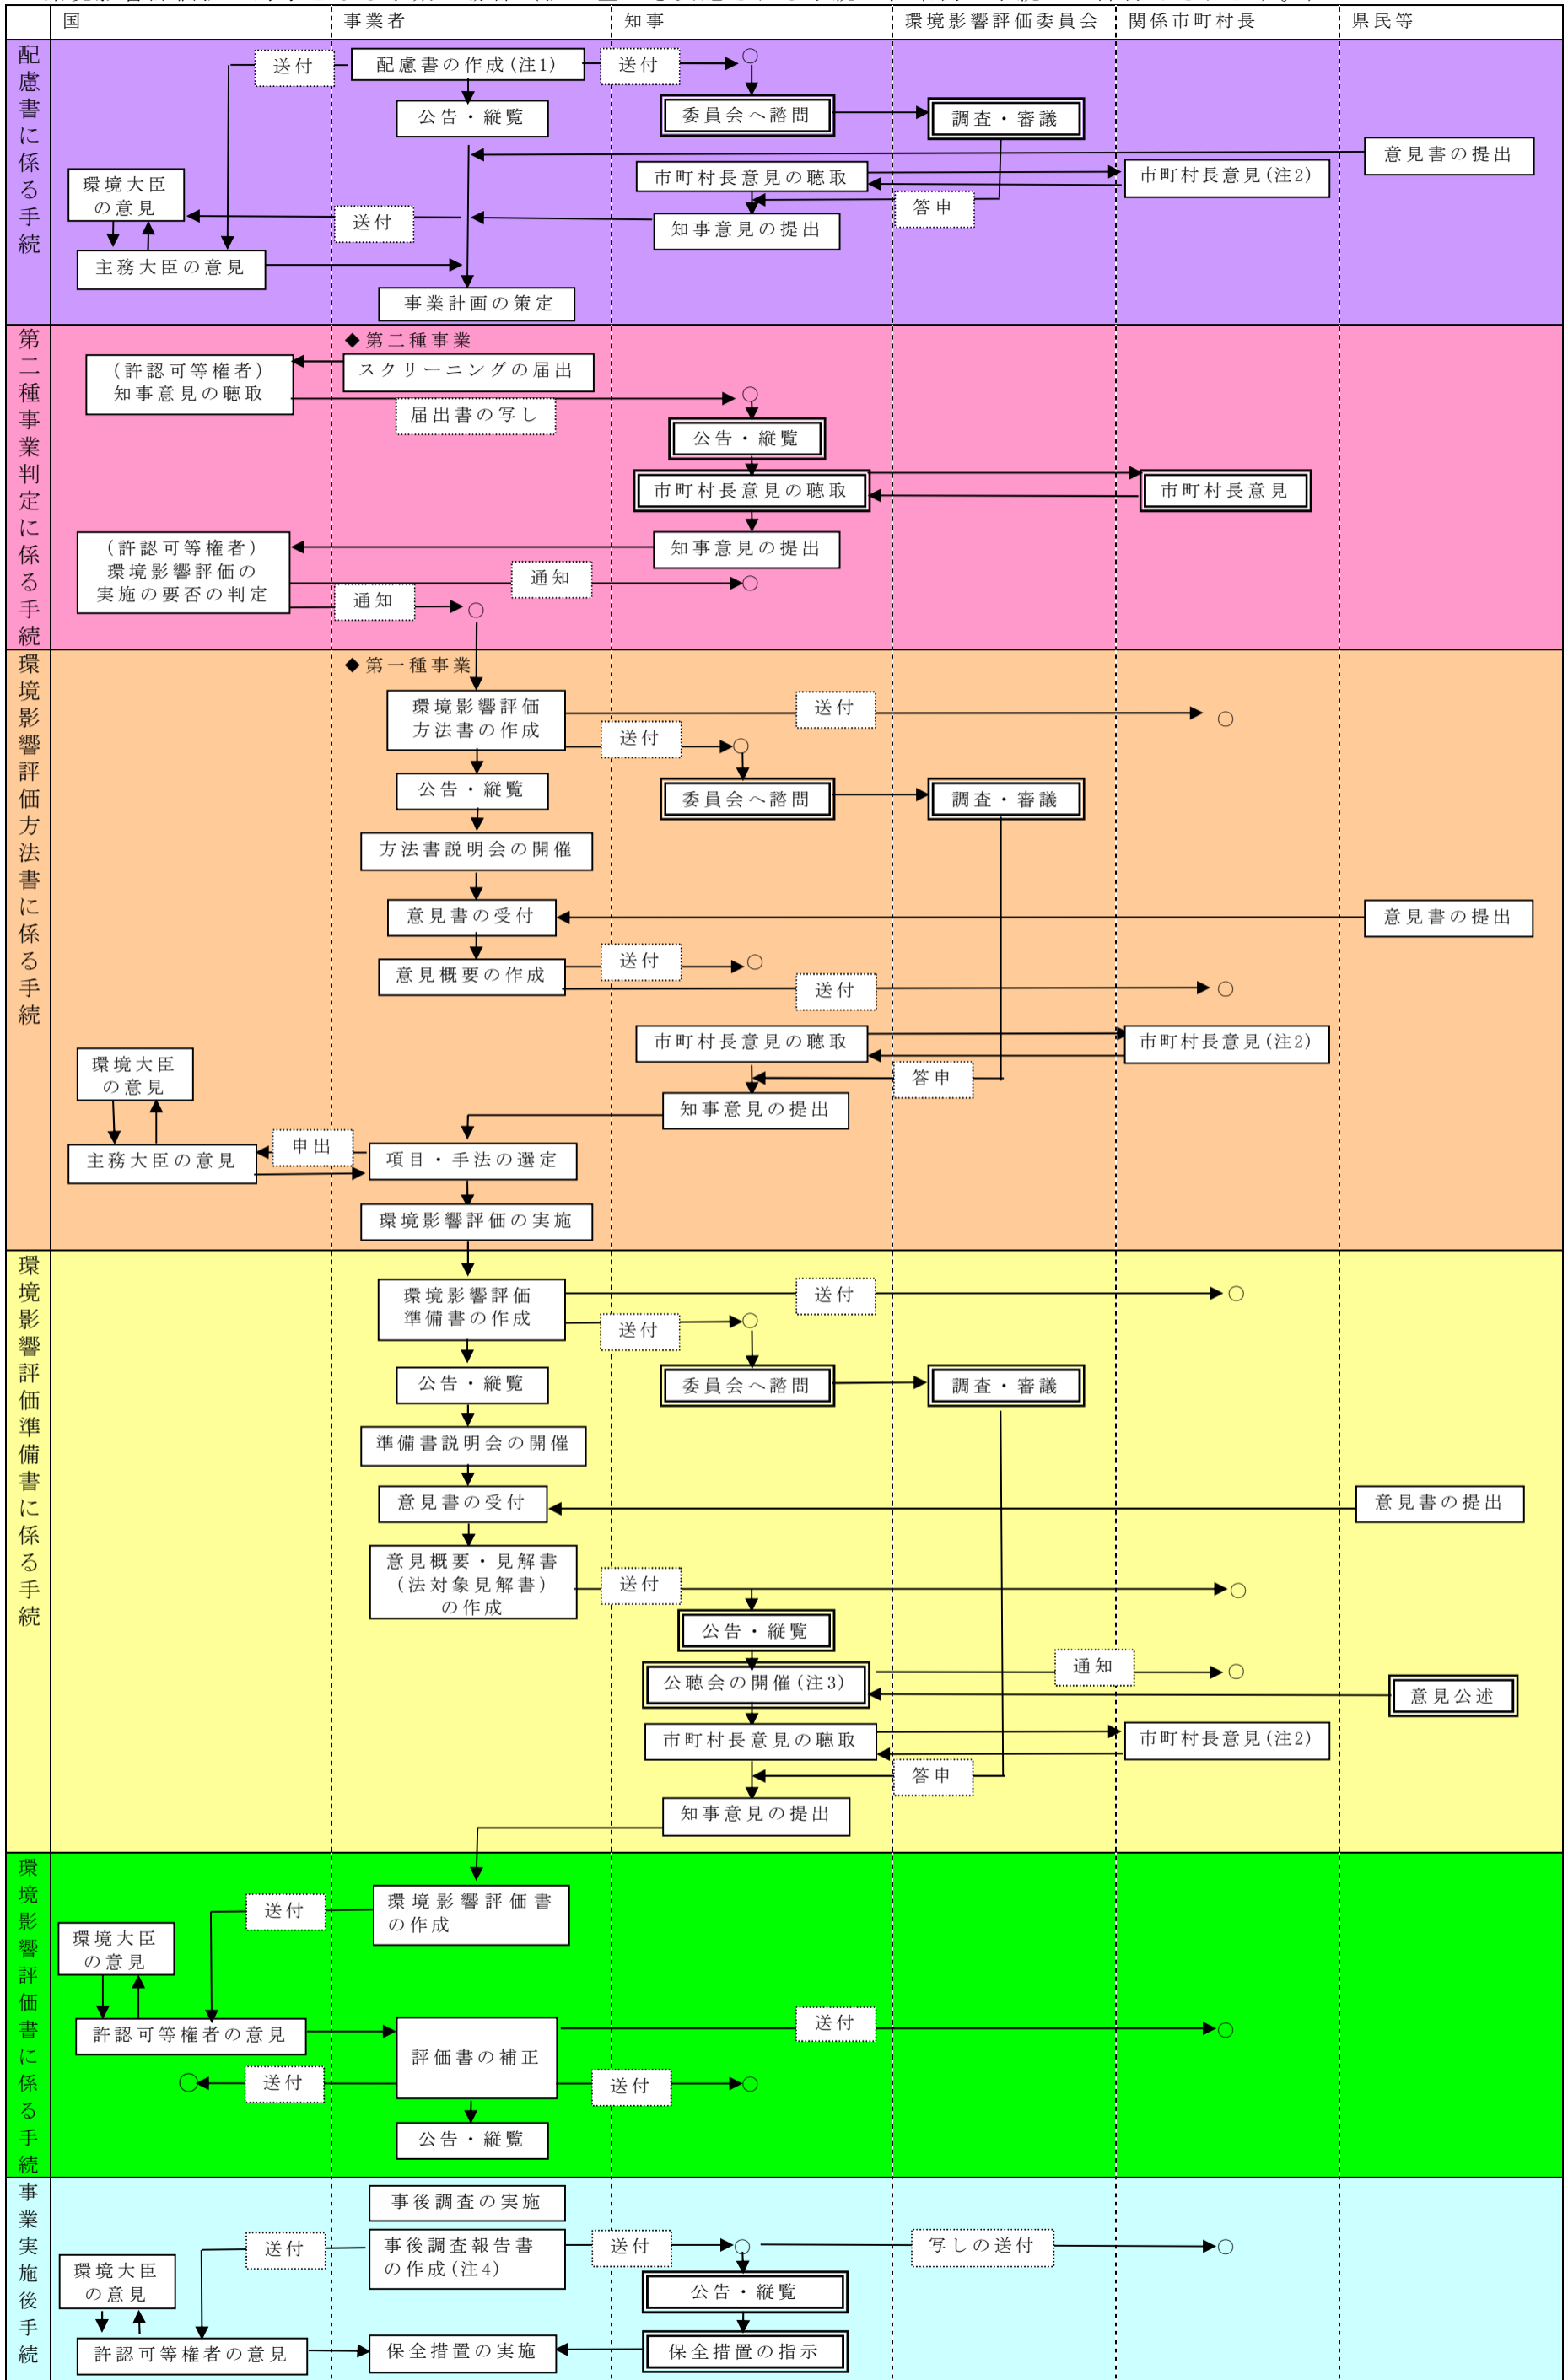 国
事業者
知事
環境影響評価委員会
関係市町村長
県民等
配慮書に係る手続
送付
配慮書の作成(注1)
送付
公告・縦覧
委員会へ諮問
調査・審議
意見書の提出
市町村長意見の聴取
市町村長意見(注2)
環境大臣
の意見
答申
送付
知事意見の提出
主務大臣の意見
事業計画の策定
第二種事業判定に係る手続
◆第二種事業
スクリーニングの届出
(許認可等権者)
知事意見の聴取
届出書の写し
公告・縦覧
市町村長意見の聴取
市町村長意見
知事意見の提出
(許認可等権者)
環境影響評価の
実施の要否の判定
通知
通知
環境影響評価方法書に係る手続
◆第一種事業
環境影響評価
方法書の作成
送付
送付
公告・縦覧
委員会へ諮問
調査・審議
方法書説明会の開催
意見書の受付
意見書の提出
意見概要の作成
送付
送付
市町村長意見の聴取
市町村長意見(注2)
環境大臣
の意見
答申
知事意見の提出
申出
主務大臣の意見
項目・手法の選定
環境影響評価の実施
環境影響評価準備書に係る手続
環境影響評価
準備書の作成
送付
送付
公告・縦覧
委員会へ諮問
調査・審議
準備書説明会の開催
意見書の受付
意見書の提出
意見概要・見解書
(法対象見解書)
の作成
送付
公告・縦覧
公聴会の開催(注3)
通知
意見公述
市町村長意見の聴取
市町村長意見(注2)
答申
知事意見の提出
環境影響評価書に係る手続
送付
環境影響評価書
の作成
環境大臣
の意見
許認可等権者の意見
評価書の補正
送付
送付
送付
公告・縦覧
事業実施後手続
事後調査の実施
送付
事後調査報告書
の作成(注4)
送付
写しの送付
環境大臣
の意見
公告・縦覧
許認可等権者の意見
保全措置の実施
保全措置の指示